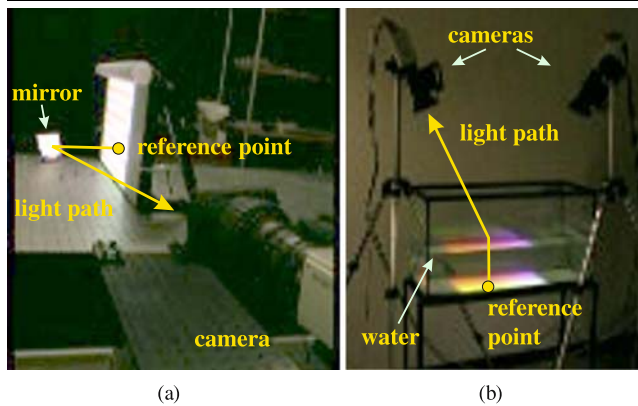 mirror
reference point
light path
camera
(a)
cameras
light path
water
reference
point
(b)